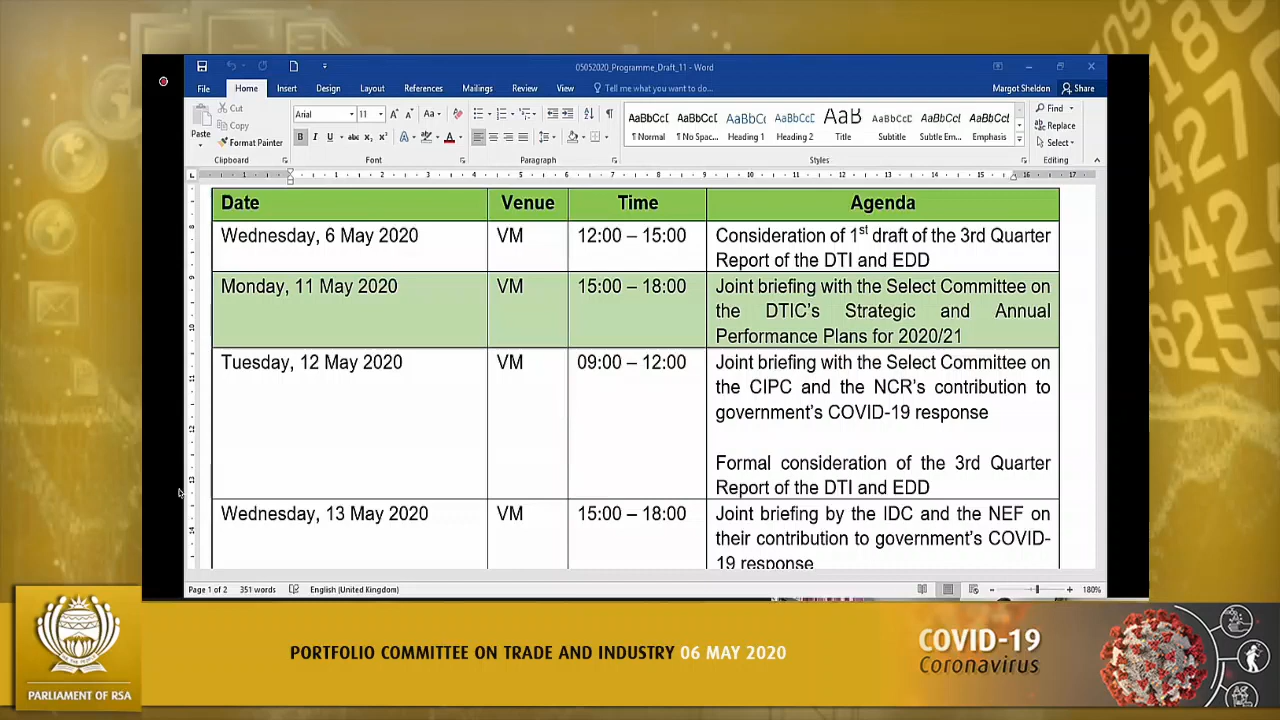 05052020_Programme_Draft_11 - Word
File Home Insert Design Layout References Mailings Review View Tell me what you want to do... Margot Sheldon Share
Paste
Cut
Copy
Format Painter
Clipboard
Arial 11
Font
Paragraph
AaBbCcI AaBbCcI AaBbCc AaBbCcD AaB AaBbCcD AaBbCcI AaBbCcI
¶ Normal ¶ No Spac... Heading 1 Heading 2 Title Subtitle Subtle Em... Emphasis
Styles
Find
Replace
Select
Editing
Date Venue Time Agenda
Wednesday, 6 May 2020 VM 12:00 – 15:00 Consideration of 1st draft of the 3rd Quarter
Report of the DTI and EDD
Monday, 11 May 2020 VM 15:00 – 18:00 Joint briefing with the Select Committee on
the DTIC's Strategic and Annual
Performance Plans for 2020/21
Tuesday, 12 May 2020 VM 09:00 – 12:00 Joint briefing with the Select Committee on
the CIPC and the NCR's contribution to
government's COVID-19 response
Formal consideration of the 3rd Quarter
Report of the DTI and EDD
Wednesday, 13 May 2020 VM 15:00 – 18:00 Joint briefing by the IDC and the NEF on
their contribution to government's COVID-
19 response
Page 1 of 2 351 words English (United Kingdom) 180%
PORTFOLIO COMMITTEE ON TRADE AND INDUSTRY 06 MAY 2020
COVID-19
Coronavirus
PARLIAMENT OF RSA